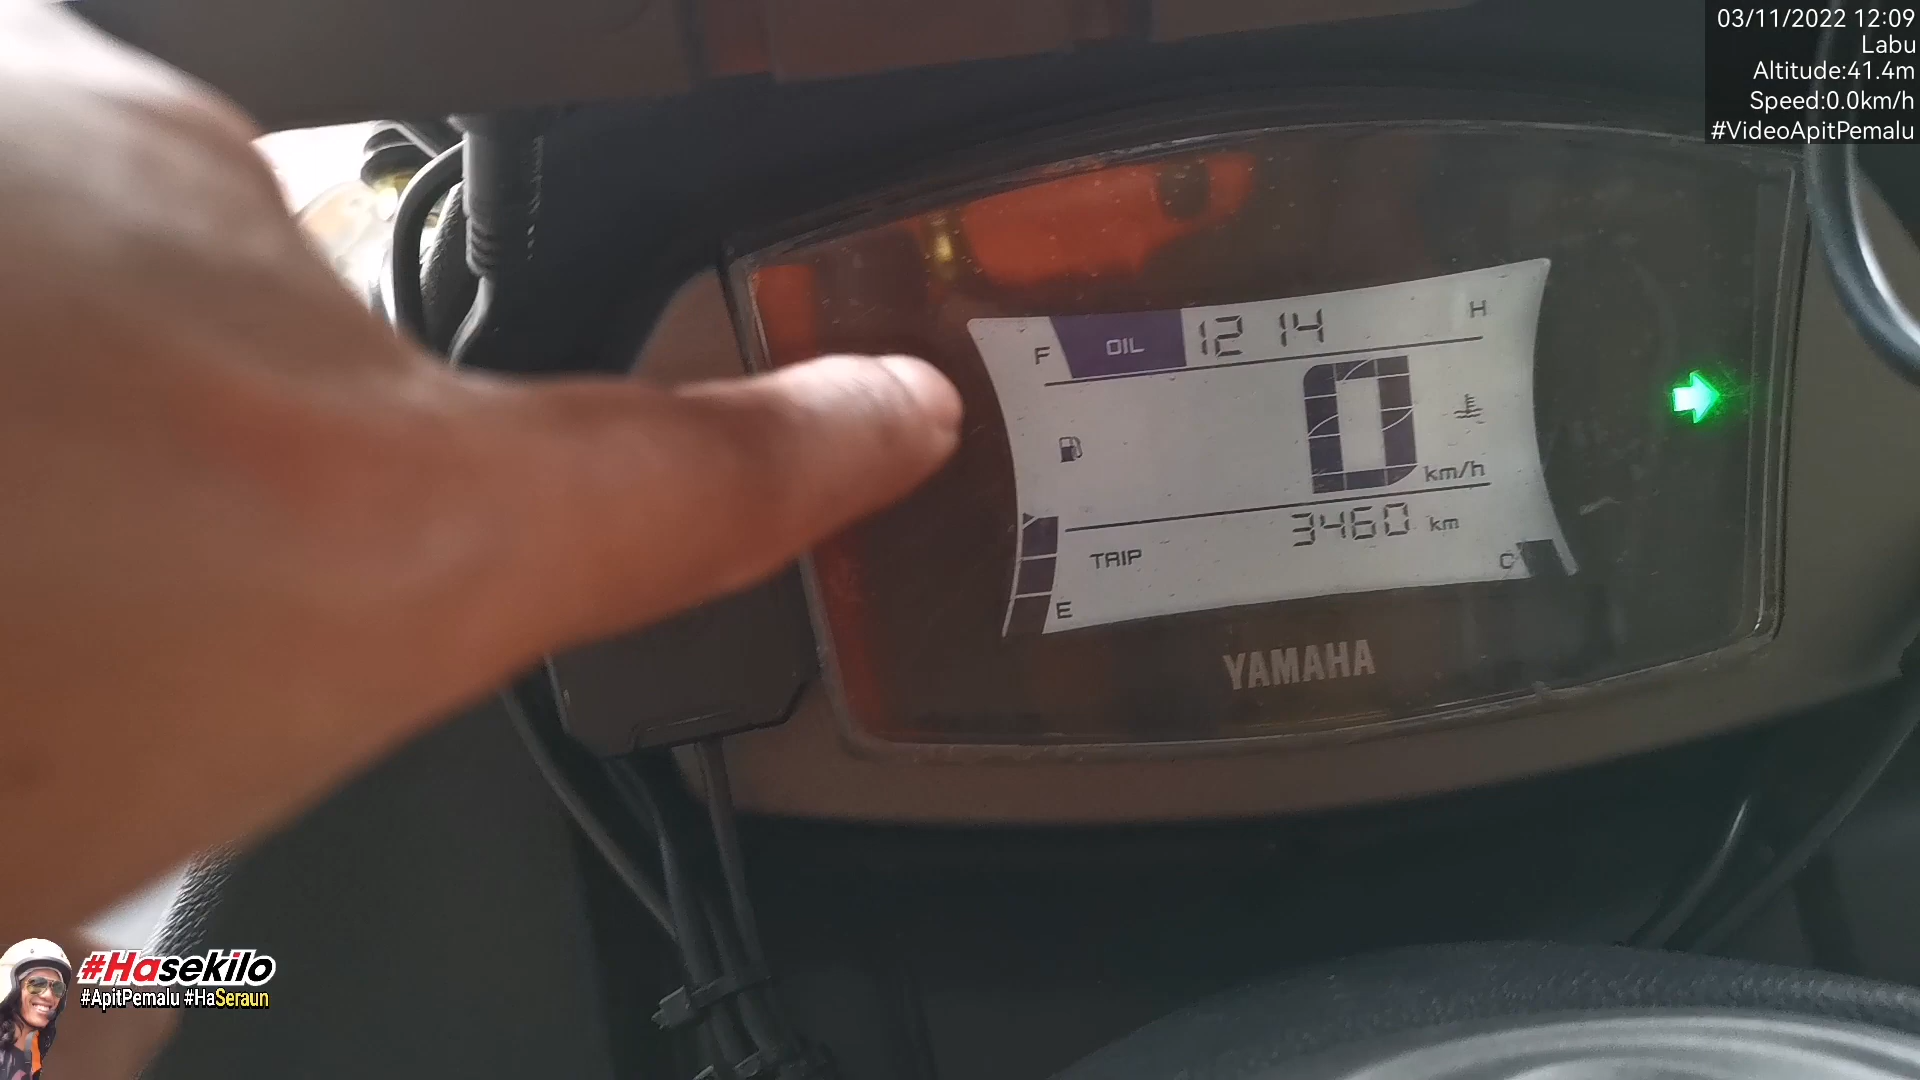 03/11/2022 12:09
Labu
Altitude:41.4m
Speed:0.0km/h
#VideoApitPemalu
F OIL 12 14 H
0 km/h
3460 km
TRIP
C
E
YAMAHA
#Hasekilo
#ApitPemalu #HaSeraun